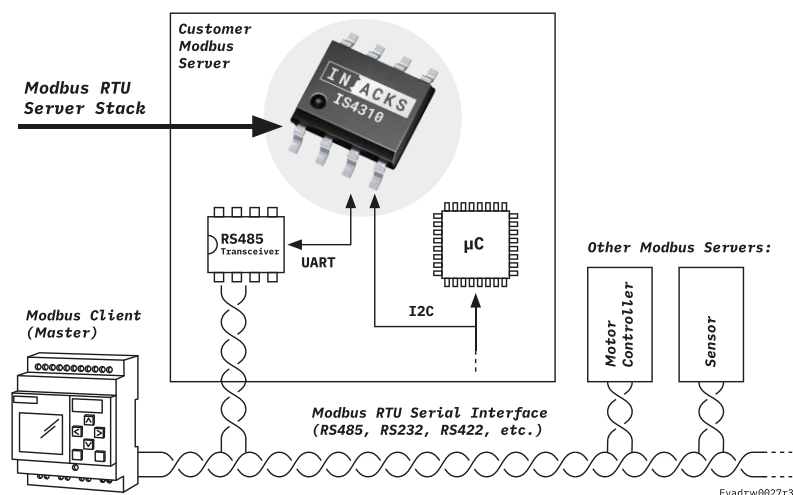 Customer
Modbus
Server
Modbus RTU
Server Stack
INACKS
IS4310
RS485
Transceiver
UART
µC
I2C
Other Modbus Servers:
Motor
Controller
Sensor
Modbus Client
(Master)
Modbus RTU Serial Interface
(RS485, RS232, RS422, etc.)